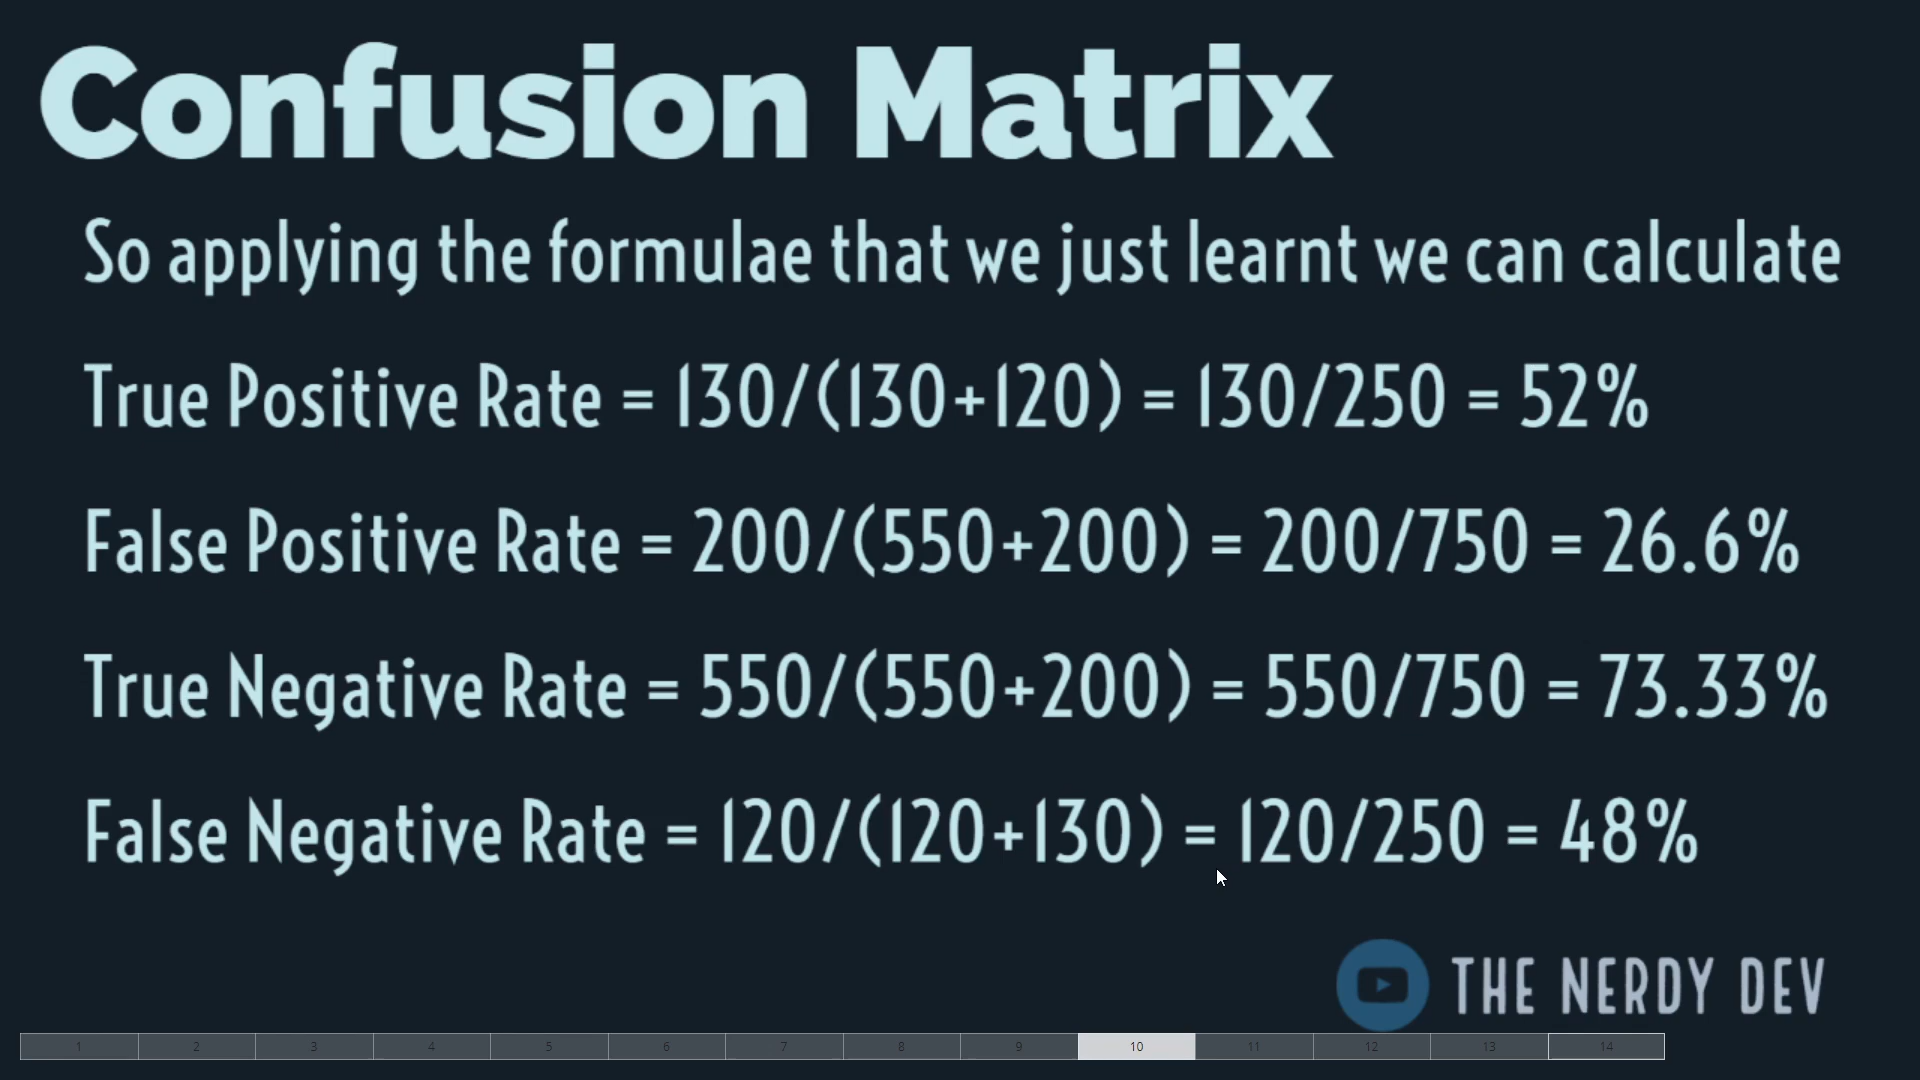 Confusion Matrix
So applying the formulae that we just learnt we can calculate
True Positive Rate = 130/(130+120) = 130/250 = 52%
False Positive Rate = 200/(550+200) = 200/750 = 26.6%
True Negative Rate = 550/(550+200) = 550/750 = 73.33%
False Negative Rate = 120/(120+130) = 120/250 = 48%
THE NERDY DEV
1 2 3 4 5 6 7 8 9 10 11 12 13 14